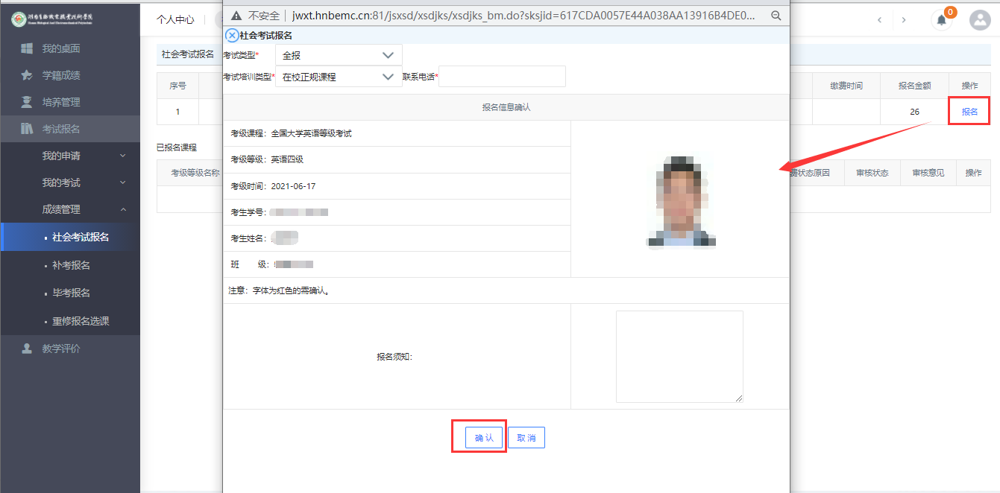 湖南生物机电职业技术学院
Hunan Biological And Electromechanical Polytechnic
我的桌面
学籍成绩
培养管理
考试报名
我的申请
我的考试
成绩管理
社会考试报名
补考报名
毕考报名
重修报名选课
教学评价
个人中心
0
社会考试报名
序号 缴费时间 报名金额 操作
1 26 报名
已报名课程
考级等级名称 费状态原因 审核状态 审核意见 操作
不安全 jwxt.hnbemc.cn:81/jsxsd/xsdjks/xsdjks_bm.do?sksjid=617CDA0057E44A038AA13916B4DE0...
社会考试报名
考试类型* 全报
考试培训类型* 在校正规课程 联系电话*
报名信息确认
考级课程：全国大学英语等级考试
考级等级：英语四级
考级时间：2021-06-17
考生学号：
考生姓名：
班 级：
注意：字体为红色的需确认。
报名须知：
确 认 取 消